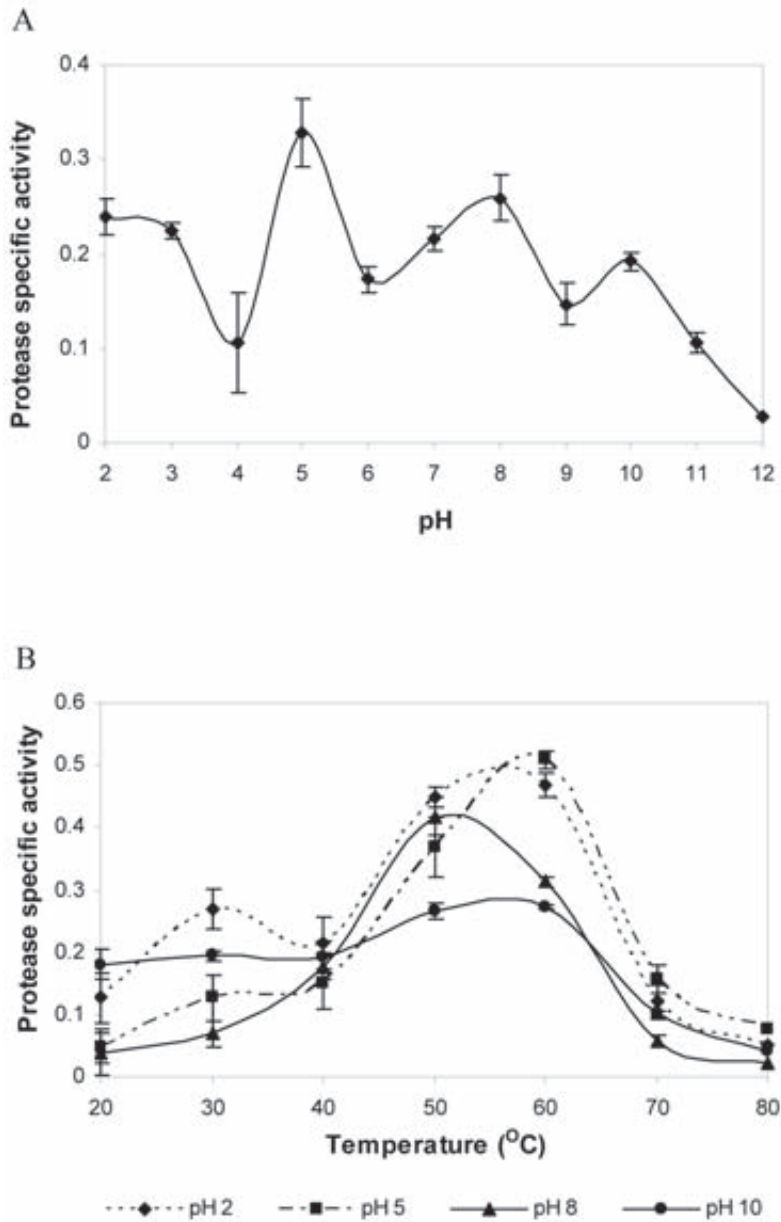 A
Protease specific activity
0.4
0.3
0.2
0.1
0
2 3 4 5 6 7 8 9 10 11 12
pH
B
Protease specific activity
0.6
0.5
0.4
0.3
0.2
0.1
0
20 30 40 50 60 70 80
Temperature (OC)
pH 2 pH 5 pH 8 pH 10